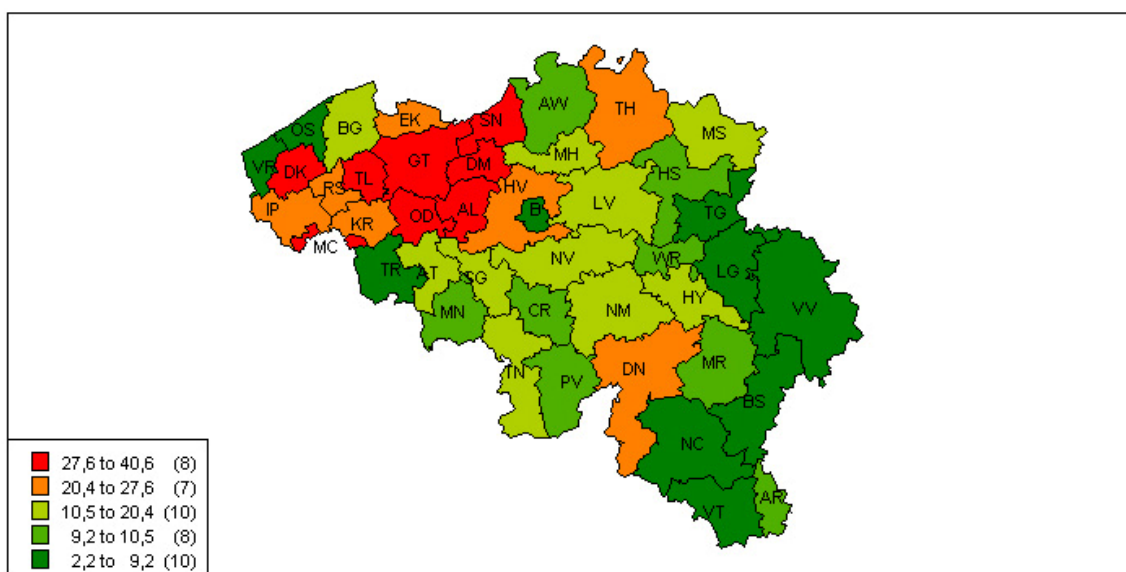 AW
TH
MS
OS
BG
EK
SN
VR
DK
TL
GT
DM
MH
HS
RS
HV
IP
KR
OD
AL
B
LV
TG
MC
TR
AT
SG
NV
WR
LG
VV
MN
CR
NM
HY
TN
PV
DN
MR
BS
NC
AR
VT
27,6 to 40,6 (8)
20,4 to 27,6 (7)
10,5 to 20,4 (10)
9,2 to 10,5 (8)
2,2 to 9,2 (10)